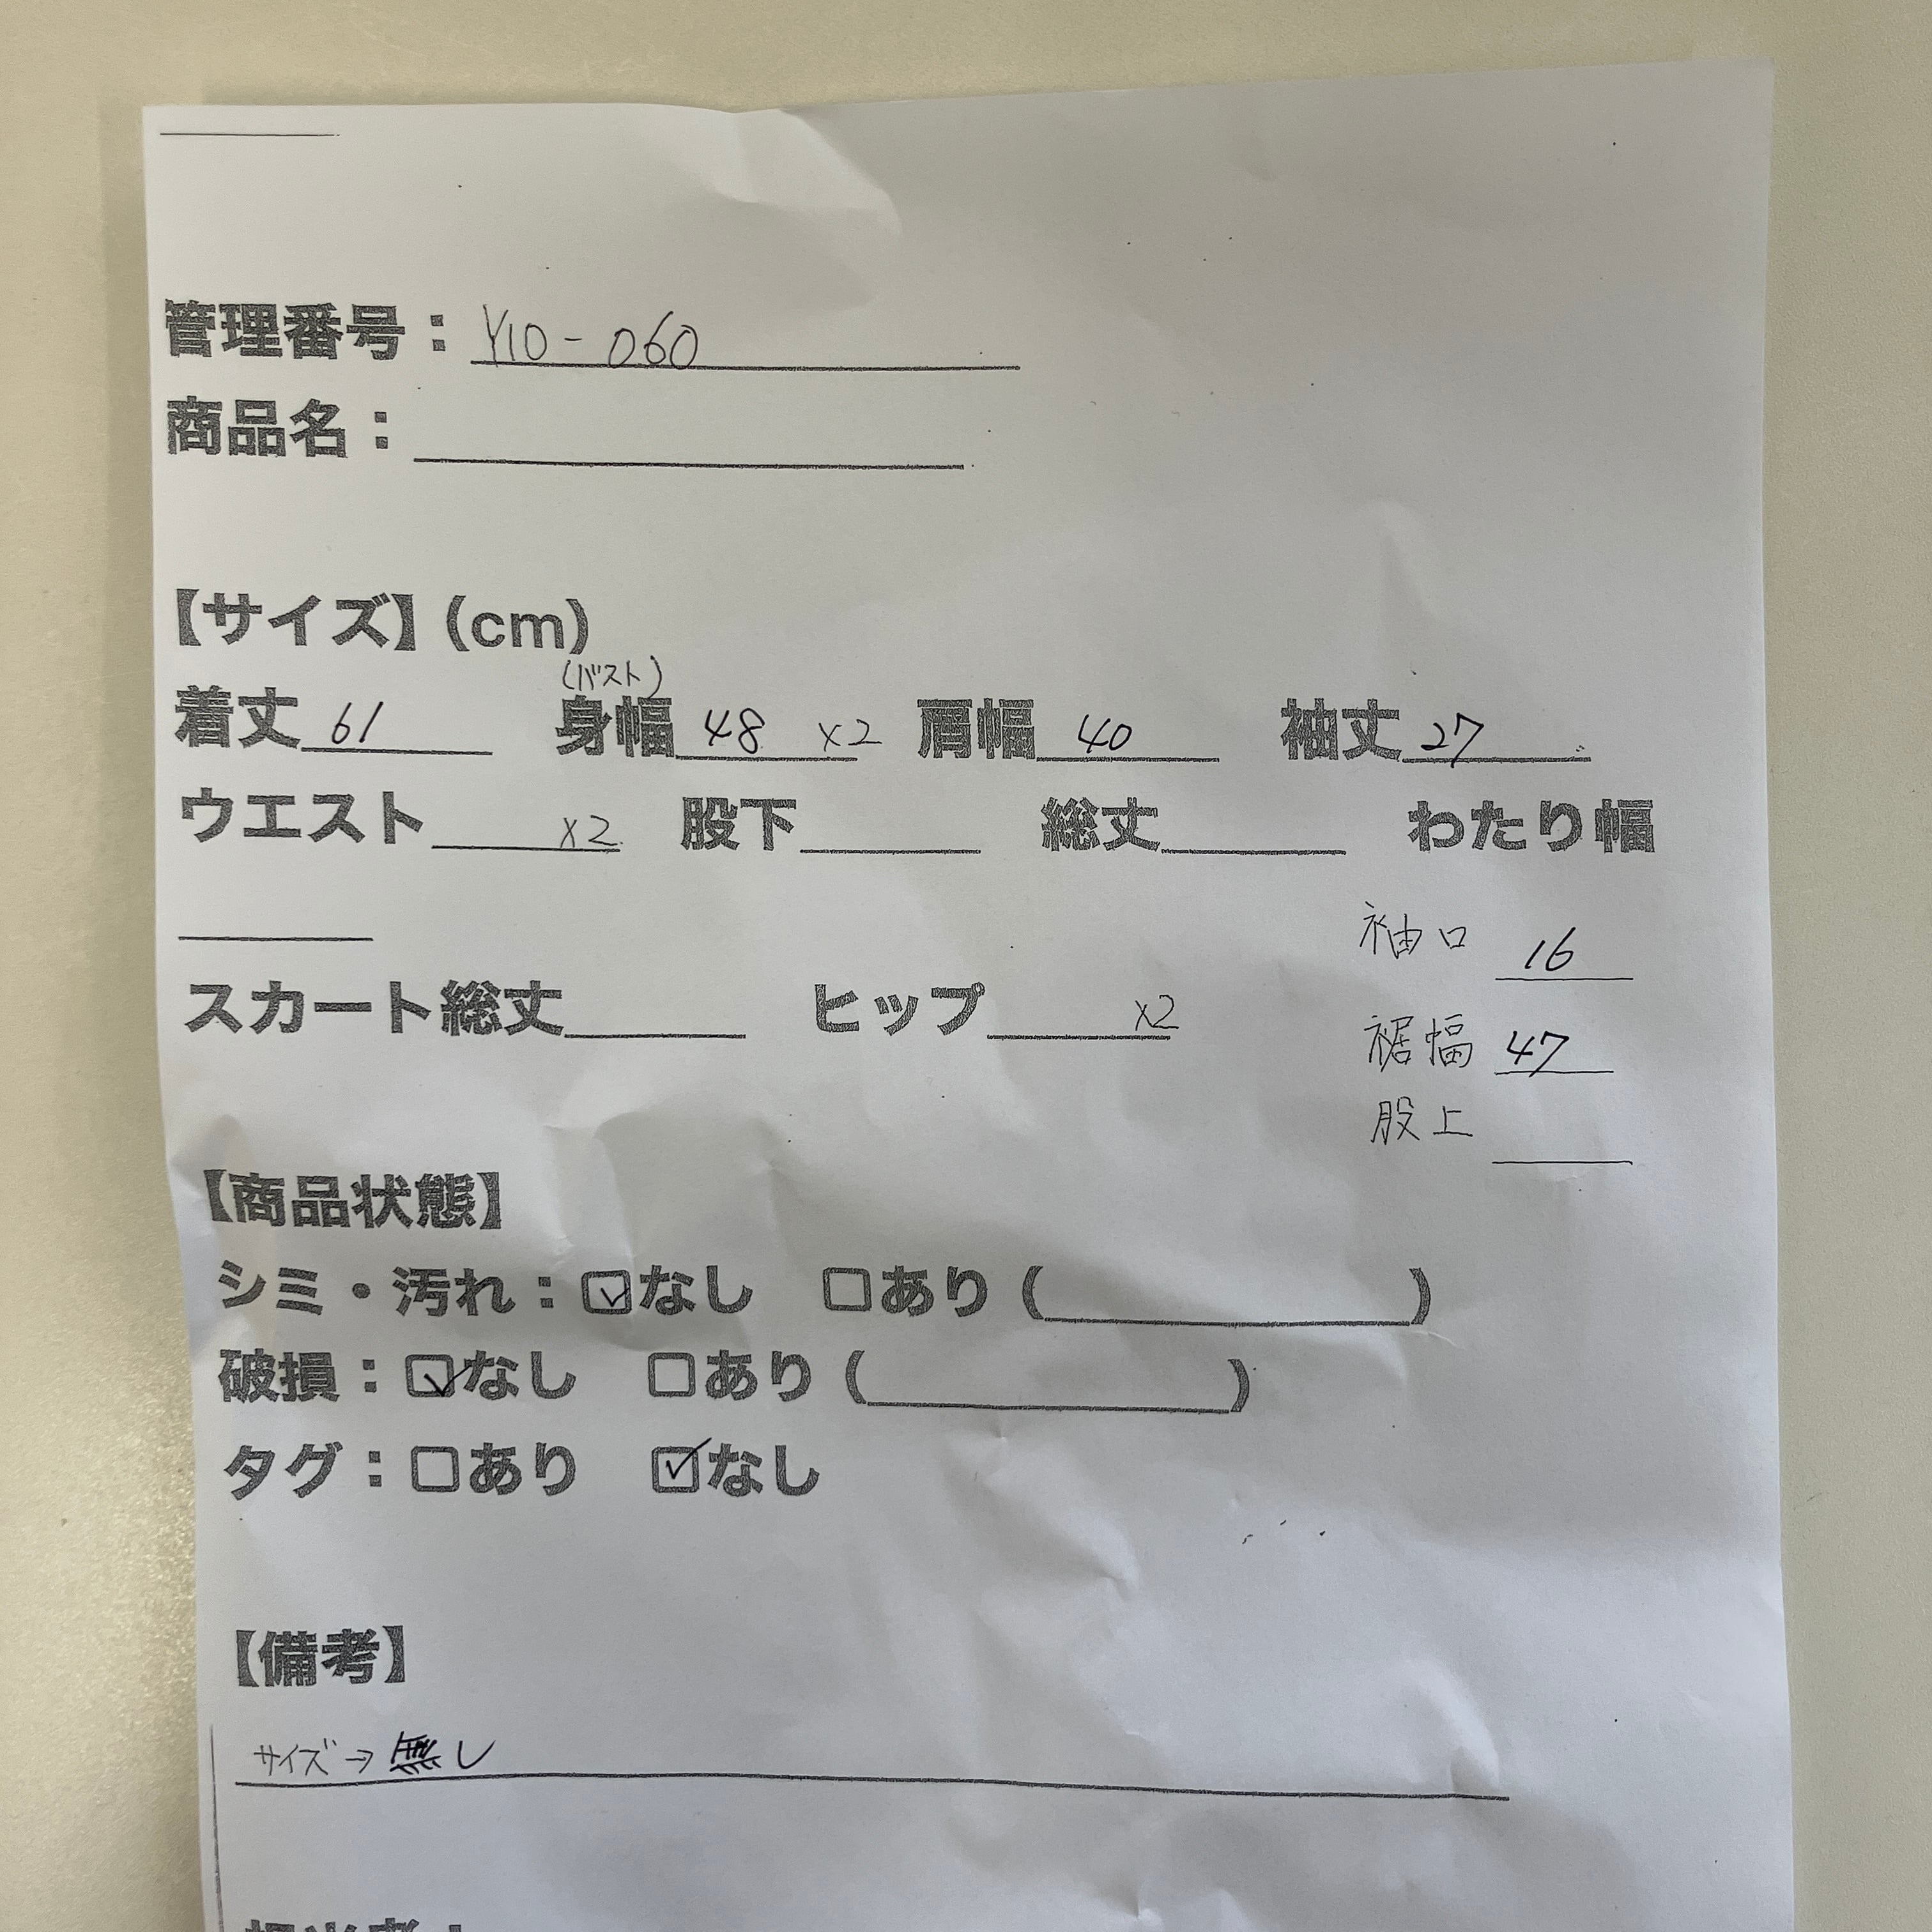 管理番号：Y10-060
商品名：
【サイズ】(cm)
(バスト)
着丈 61 身幅 48 ×2 肩幅 40 袖丈 27
ウエスト ×2 股下 総丈 わたり幅
袖口 16
スカート総丈 ヒップ ×2
裾幅 47
股上
【商品状態】
シミ・汚れ：☑なし □あり ( )
破損：☑なし □あり ( )
タグ：□あり ☑なし
【備考】
サイズ→無し